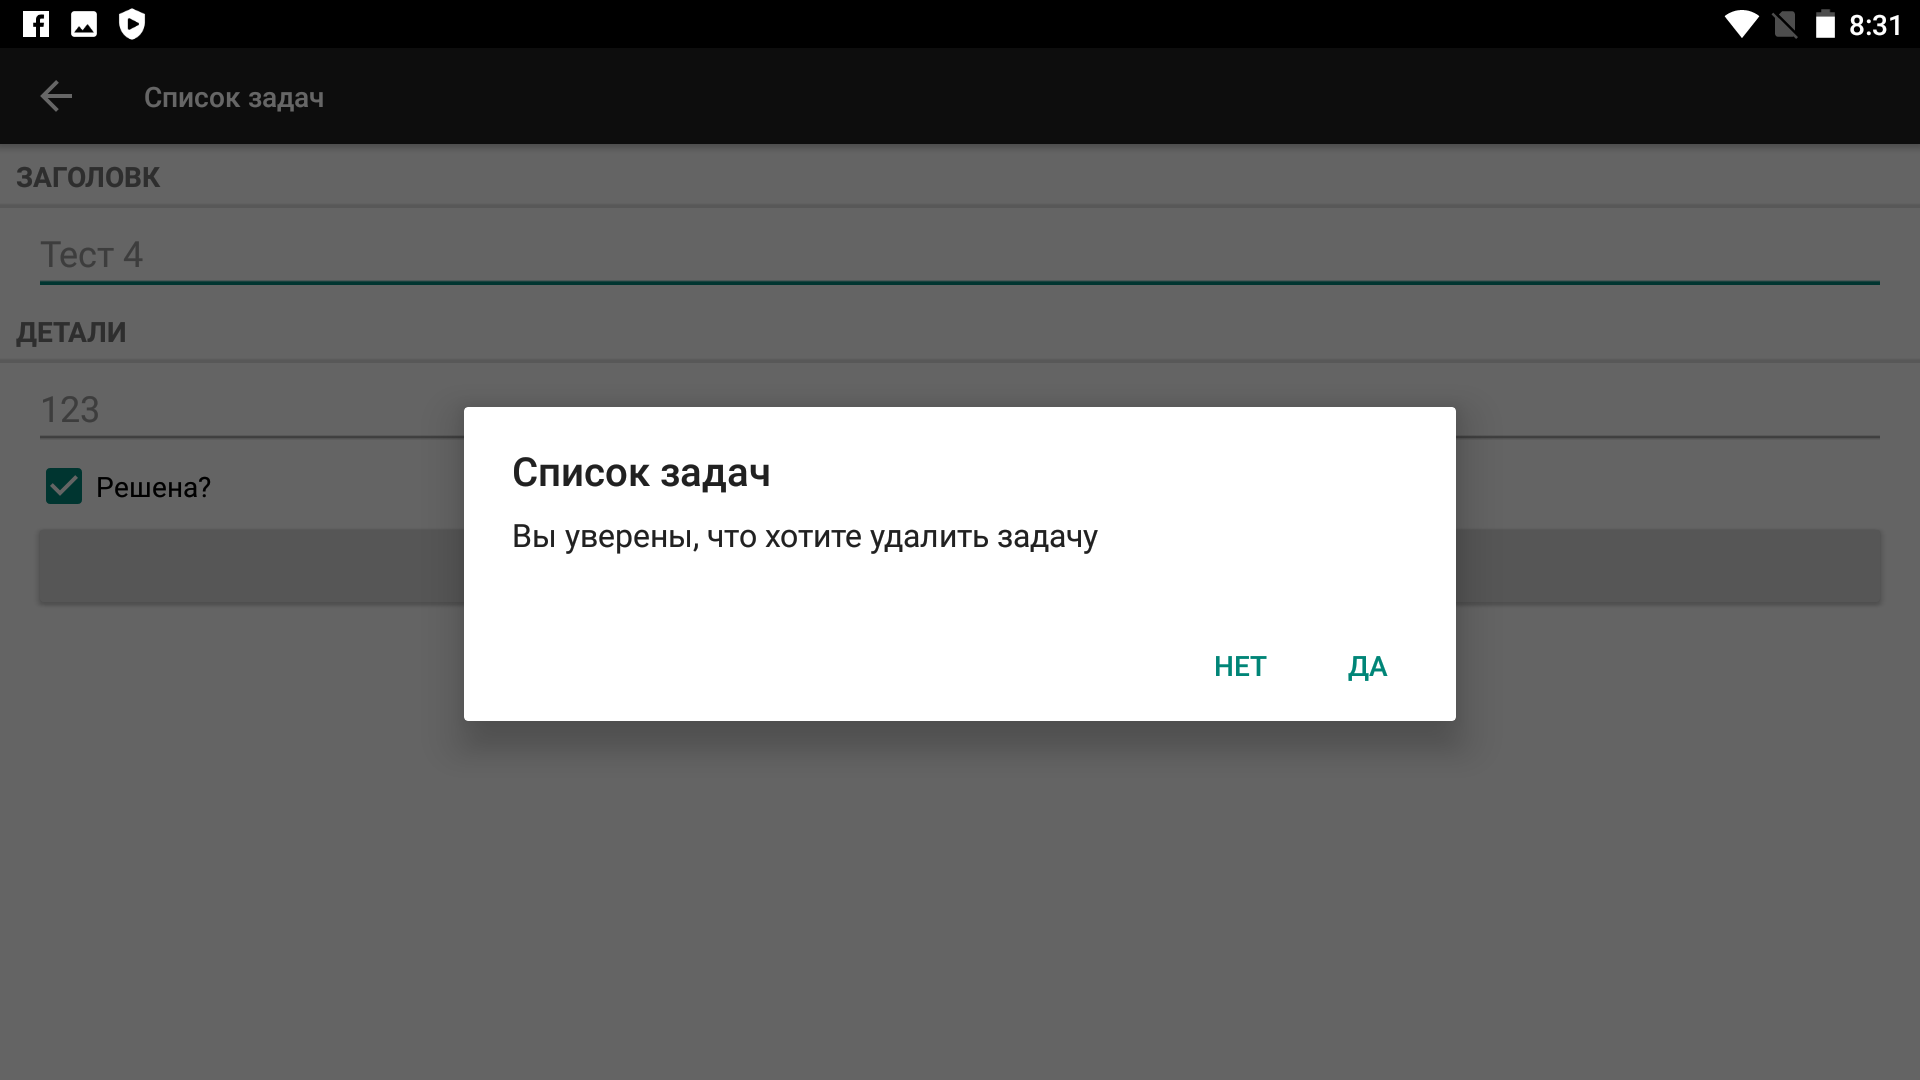 8:31
Список задач
ЗАГОЛОВК
Тест 4
ДЕТАЛИ
123
Решена?
Список задач
Вы уверены, что хотите удалить задачу
НЕТ ДА